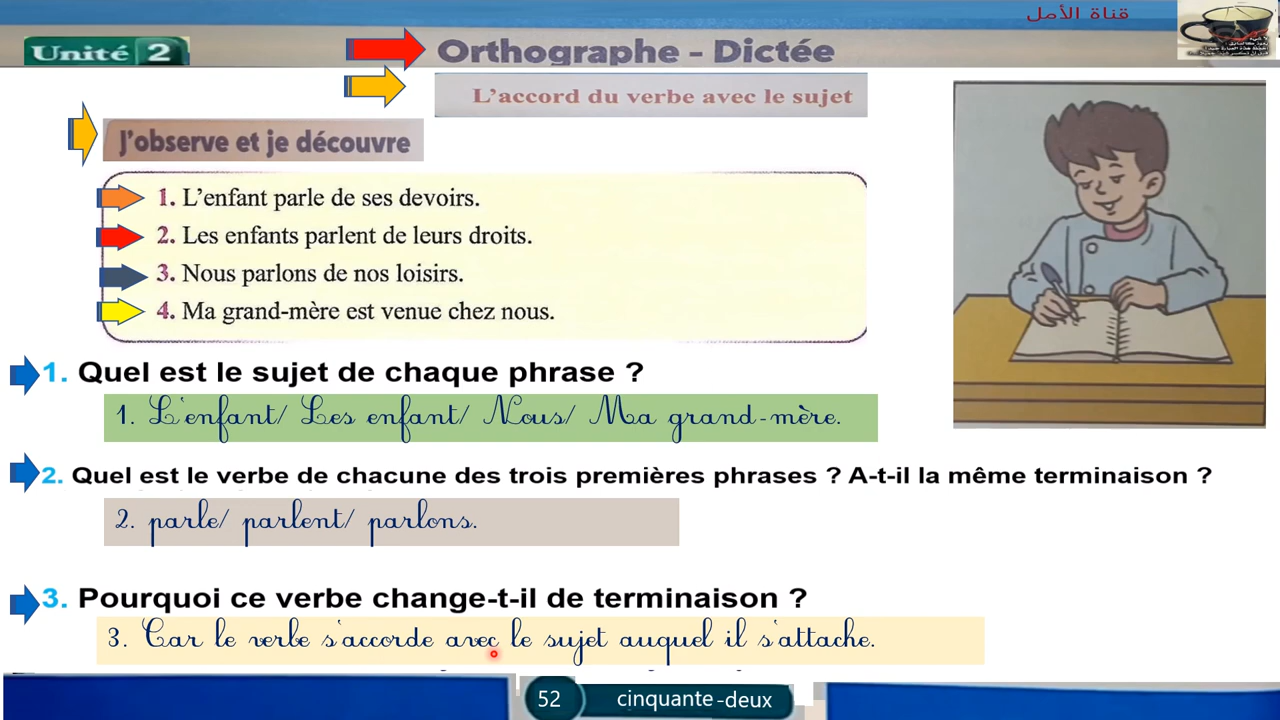 قناة الأمل
Unité 2
Orthographe - Dictée
L'accord du verbe avec le sujet
J'observe et je découvre
1. L'enfant parle de ses devoirs.
2. Les enfants parlent de leurs droits.
3. Nous parlons de nos loisirs.
4. Ma grand-mère est venue chez nous.
1. Quel est le sujet de chaque phrase ?
1. L'enfant/ Les enfant/ Nous/ Ma grand-mère.
2. Quel est le verbe de chacune des trois premières phrases ? A-t-il la même terminaison ?
2. parle/ parlent/ parlons.
3. Pourquoi ce verbe change-t-il de terminaison ?
3. Car le verbe s'accorde avec le sujet auquel il s'attache.
52 cinquante-deux